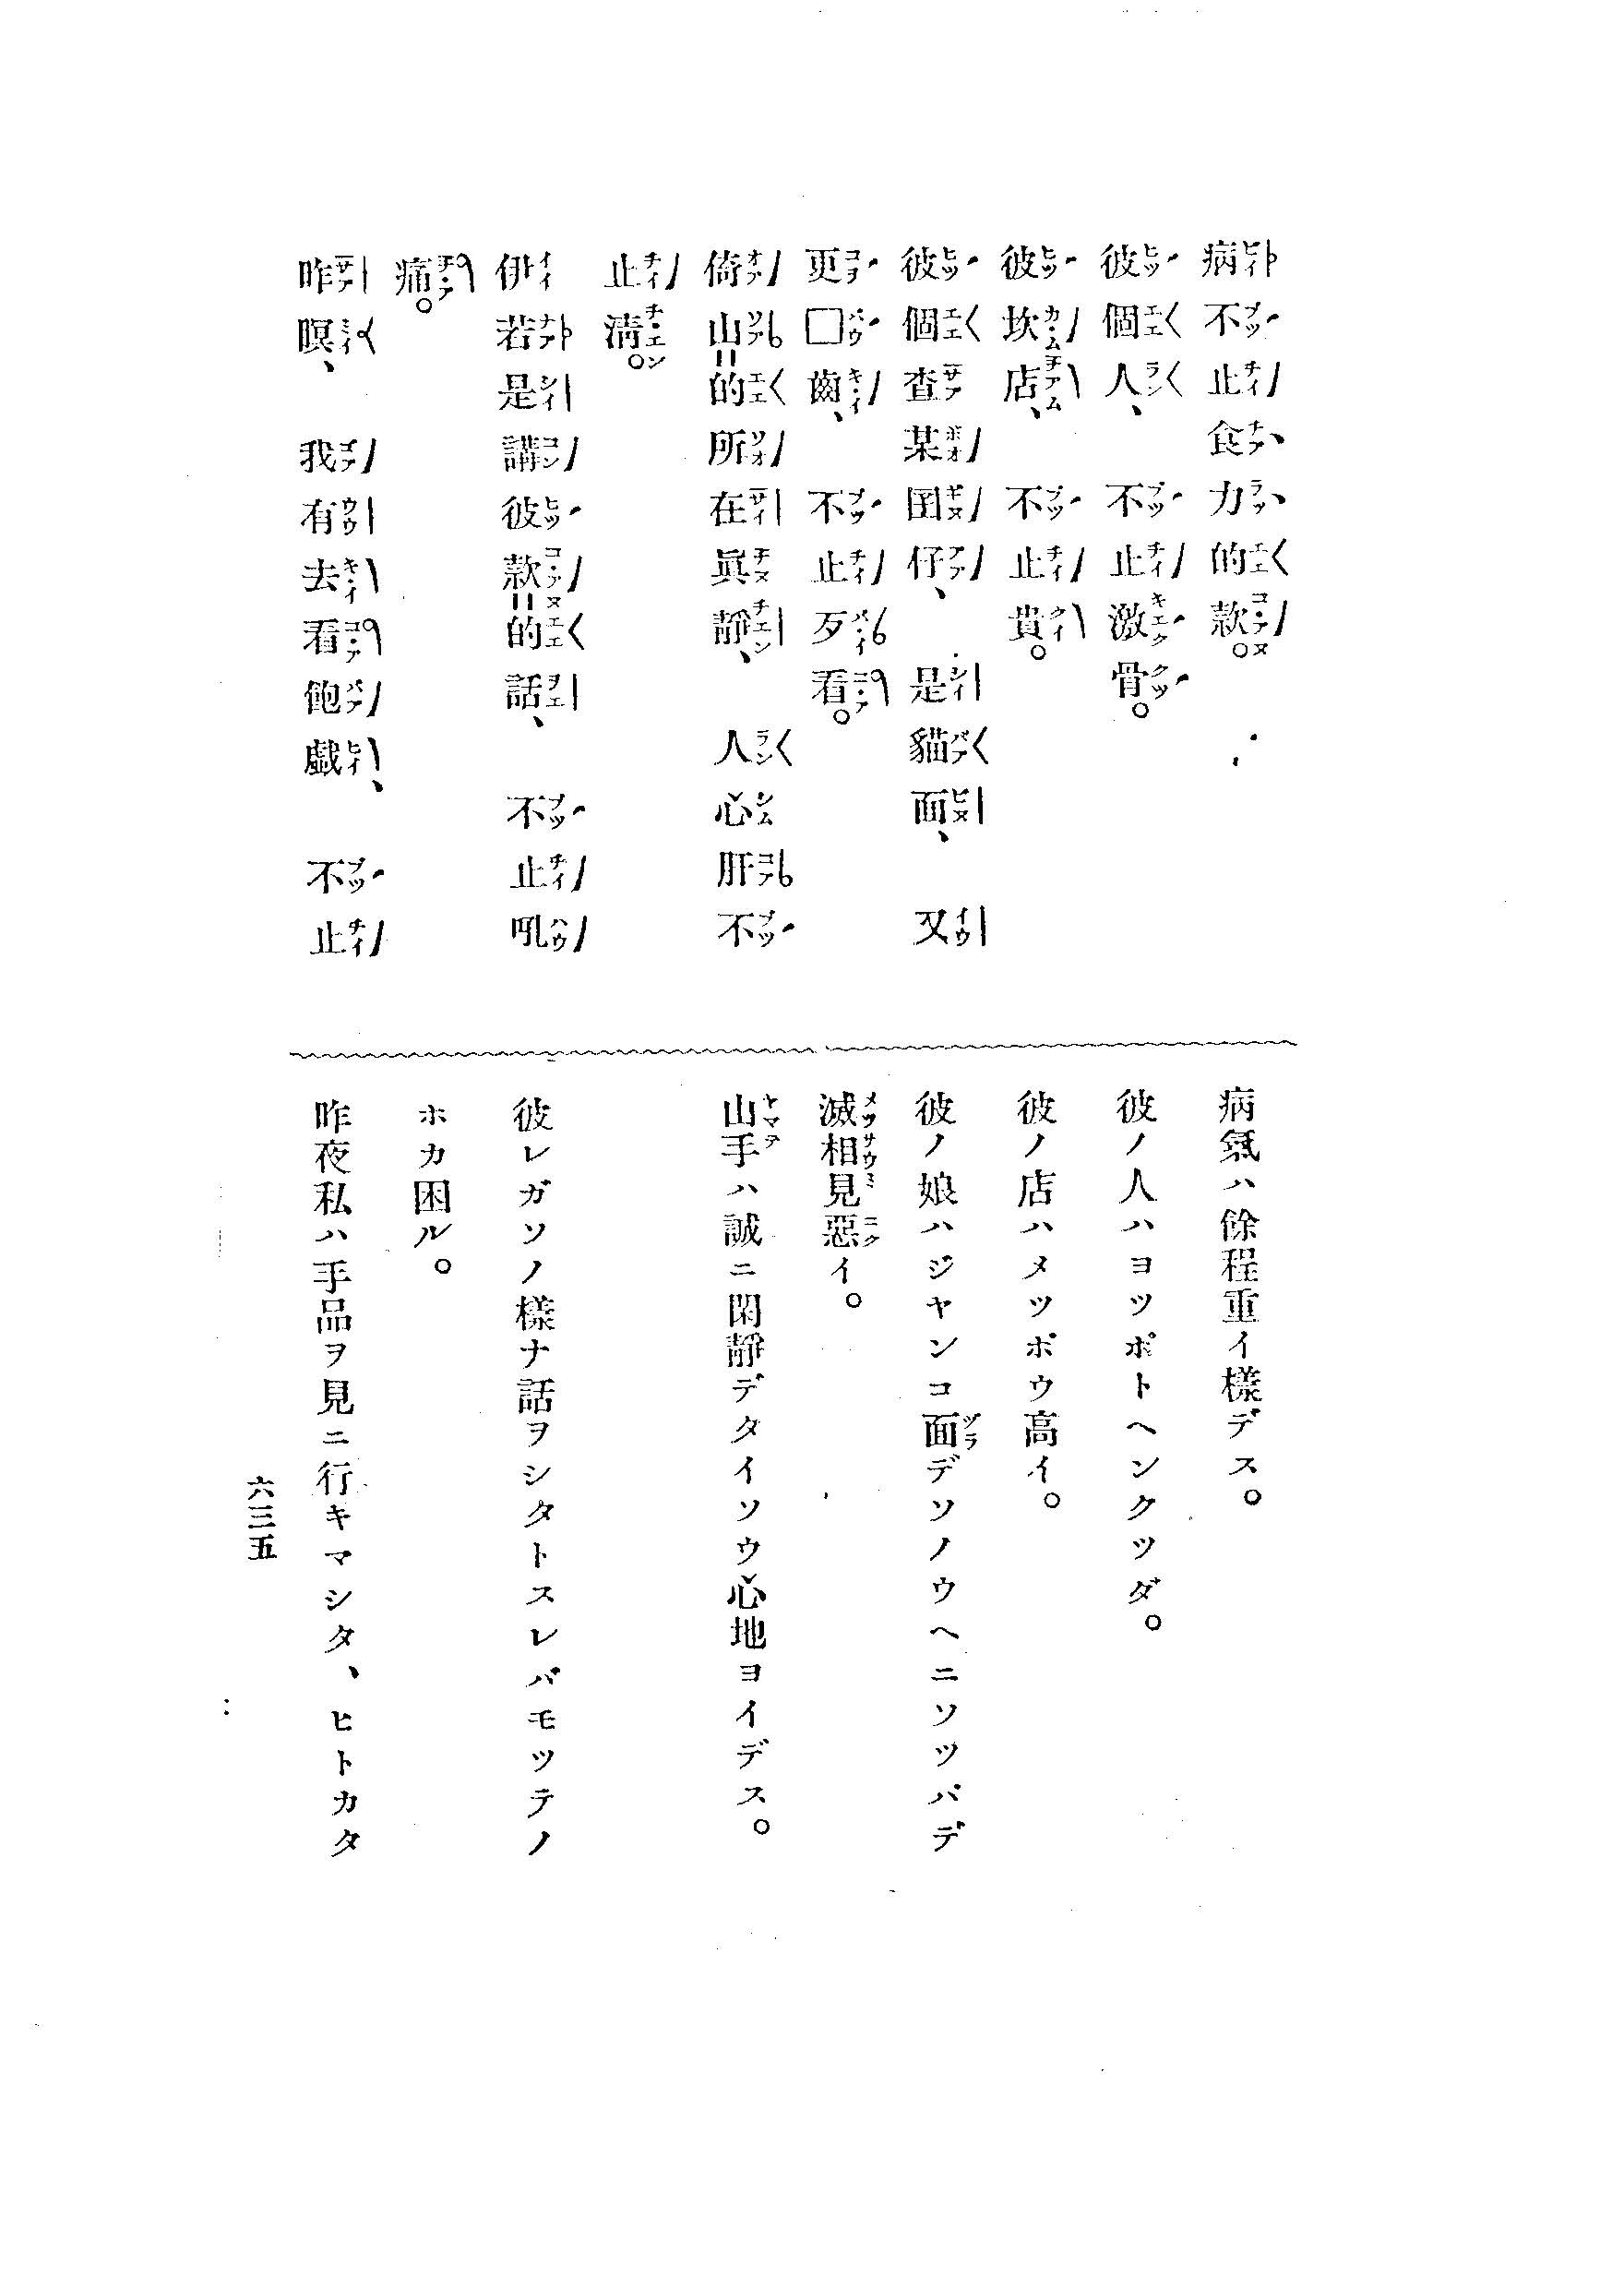 病不止食力的款。
彼個人、不止激骨。
彼坎店、不止貴。
彼個查某囝仔、是貓面、又
更□齒、不止歹看。
倚山=的所在眞靜、人心肝不
止淸。
伊若是講彼款=的話、不止吼
痛。
昨暝、我有去看飽戲、不止
病氣ハ餘程重イ樣デス。
彼ノ人ハヨツポトヘンクツダ。
彼ノ店ハメツポウ高イ。
彼ノ娘ハジヤンコ面デソノウヘニソツパデ
滅相見惡イ。
山手ハ誠ニ閑靜デタイソウ心地ヨイデス。
彼レガソノ樣ナ話ヲシタトスレバモツテノ
ホカ困ル。
昨夜私ハ手品ヲ見ニ行キマシタ、ヒトカタ
六三五